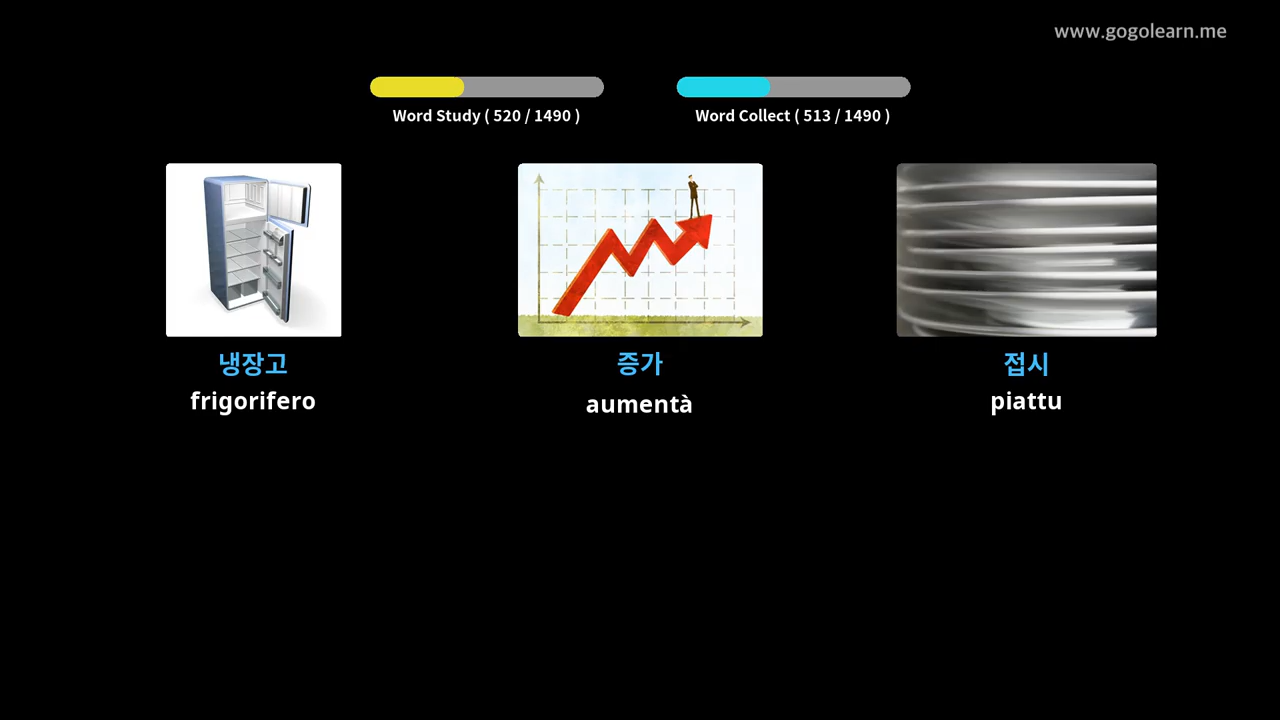 www.gogolearn.me
Word Study ( 520 / 1490 )
Word Collect ( 513 / 1490 )
냉장고
frigorifero
증가
aumentà
접시
piattu